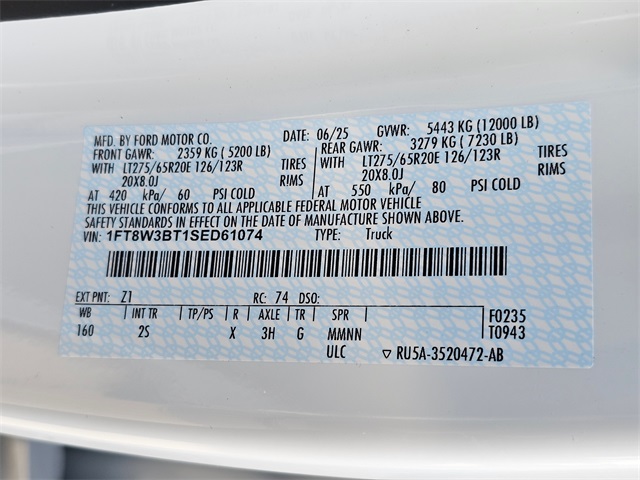 MFD. BY FORD MOTOR CO. DATE: 06/25 GVWR: 5443 KG (12000 LB)
FRONT GAWR: 2359 KG ( 5200 LB) REAR GAWR: 3279 KG ( 7230 LB)
WITH LT275/65R20E 126/123R TIRES WITH LT275/65R20E 126/123R TIRES
20X8.0J RIMS 20X8.0J RIMS
AT 420 kPa/ 60 PSI COLD AT 550 kPa/ 80 PSI COLD
THIS VEHICLE CONFORMS TO ALL APPLICABLE FEDERAL MOTOR VEHICLE
SAFETY STANDARDS IN EFFECT ON THE DATE OF MANUFACTURE SHOWN ABOVE.
VIN: 1FT8W3BT1SED61074 TYPE: Truck
EXT PNT: Z1 RC: 74 DSO:
WB INT TR TP/PS R AXLE TR SPR F0235
160 2S X 3H G MMNN T0943
ULC ▽ RU5A-3520472-AB